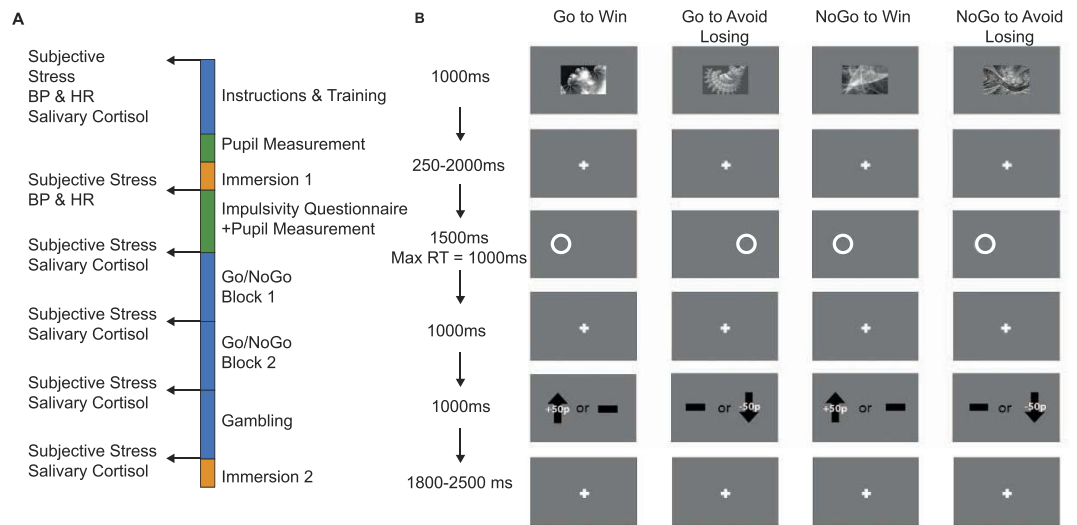 A
Subjective
Stress
BP & HR
Salivary Cortisol
Instructions & Training
Pupil Measurement
Immersion 1
Subjective Stress
BP & HR
Impulsivity Questionnaire
+Pupil Measurement
Subjective Stress
Salivary Cortisol
Go/NoGo
Block 1
Subjective Stress
Salivary Cortisol
Go/NoGo
Block 2
Subjective Stress
Salivary Cortisol
Gambling
Subjective Stress
Salivary Cortisol
Immersion 2
B
Go to Win
Go to Avoid
Losing
NoGo to Win
NoGo to Avoid
Losing
1000ms
250-2000ms
1500ms
Max RT = 1000ms
1000ms
1000ms
+50p or
or -50p
+50p or
or -50p
1800-2500 ms